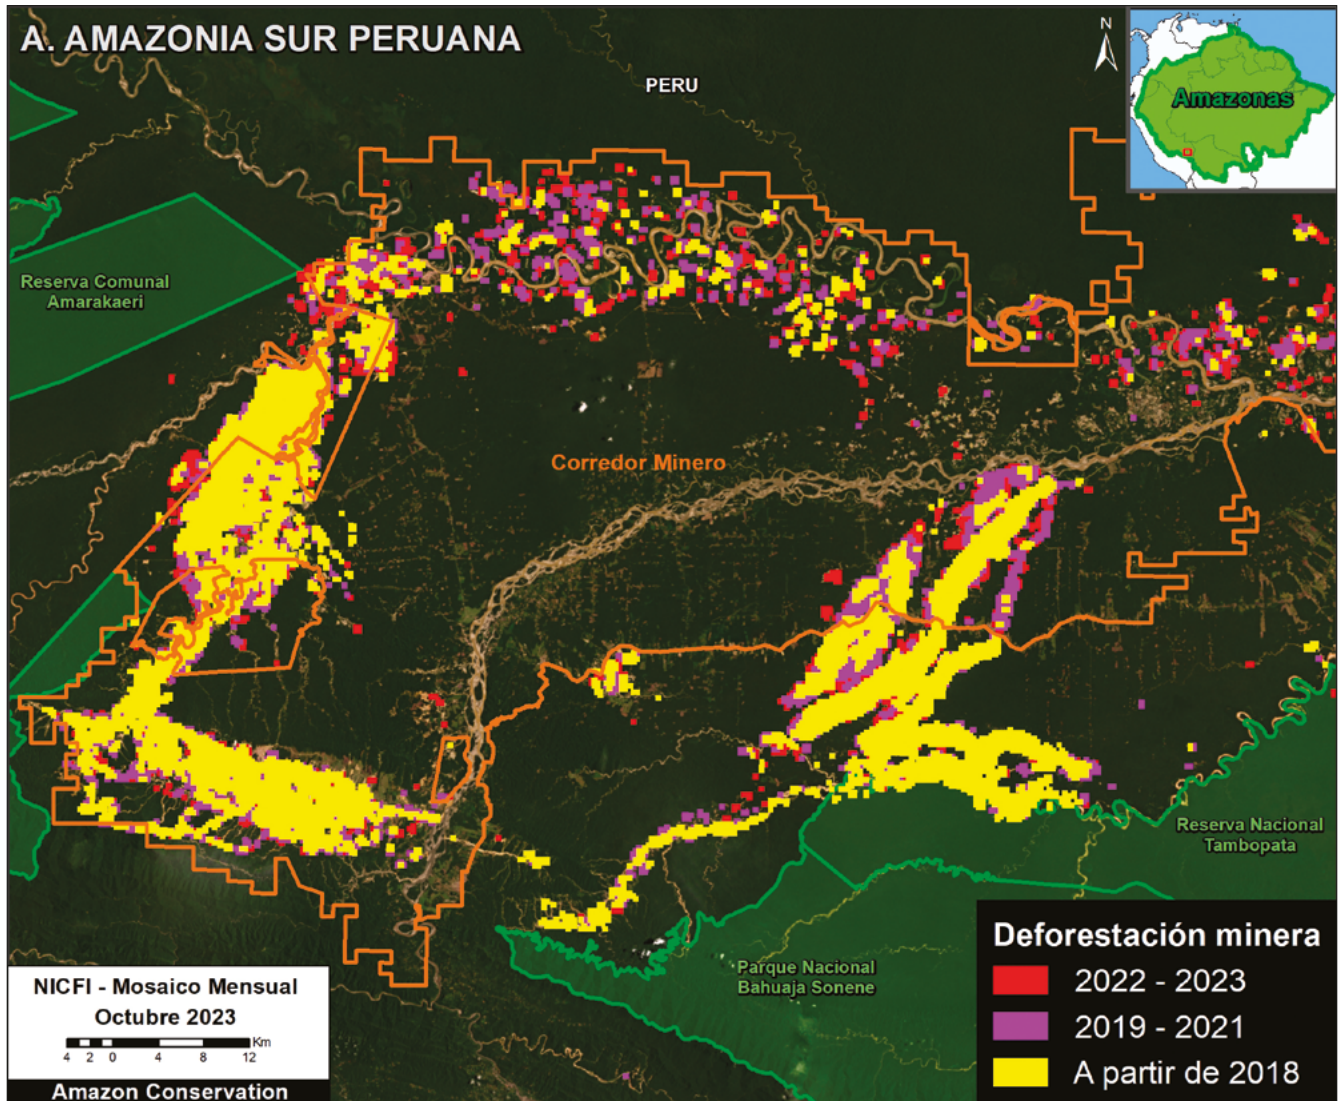 A. AMAZONIA SUR PERUANA
N
PERU
Amazonas
Reserva Comunal
Amarakaeri
Corredor Minero
Reserva Nacional
Tambopata
Parque Nacional
Bahuaja Sonene
NICFI - Mosaico Mensual
Octubre 2023
Km
4 2 0 4 8 12
Amazon Conservation
Deforestación minera
2022 - 2023
2019 - 2021
A partir de 2018